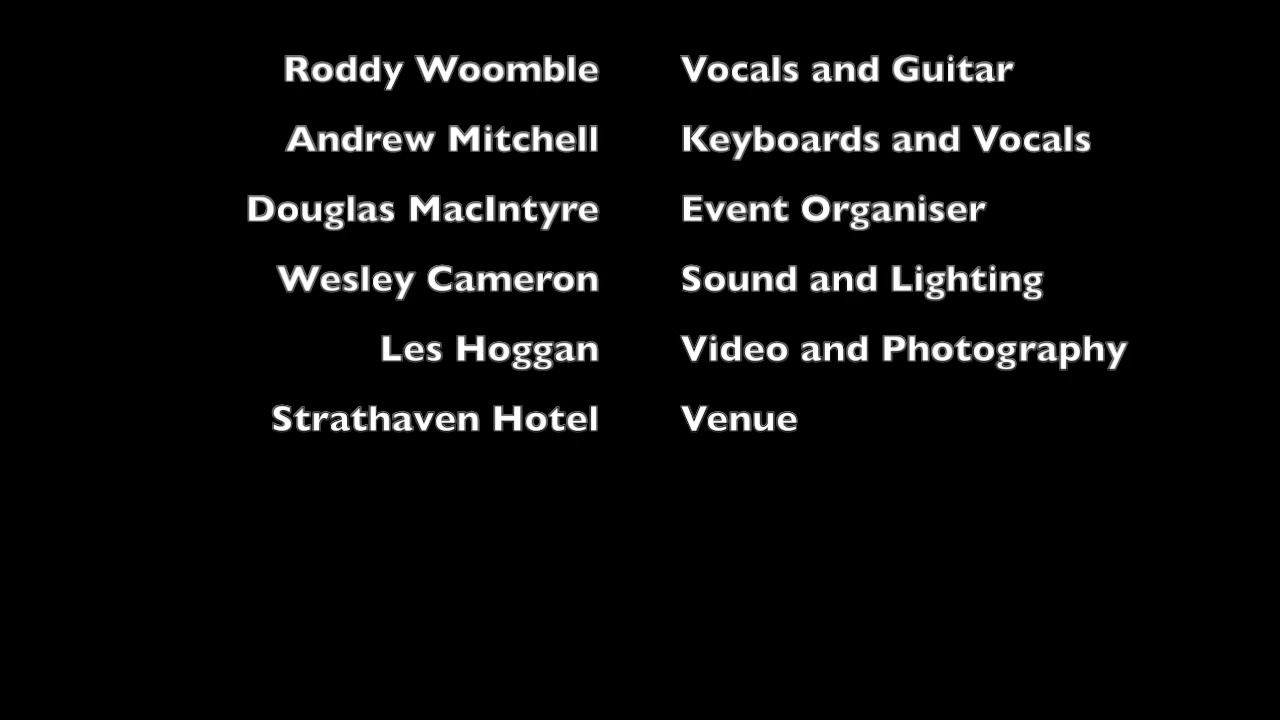 Roddy Woomble Vocals and Guitar
Andrew Mitchell Keyboards and Vocals
Douglas MacIntyre Event Organiser
Wesley Cameron Sound and Lighting
Les Hoggan Video and Photography
Strathaven Hotel Venue